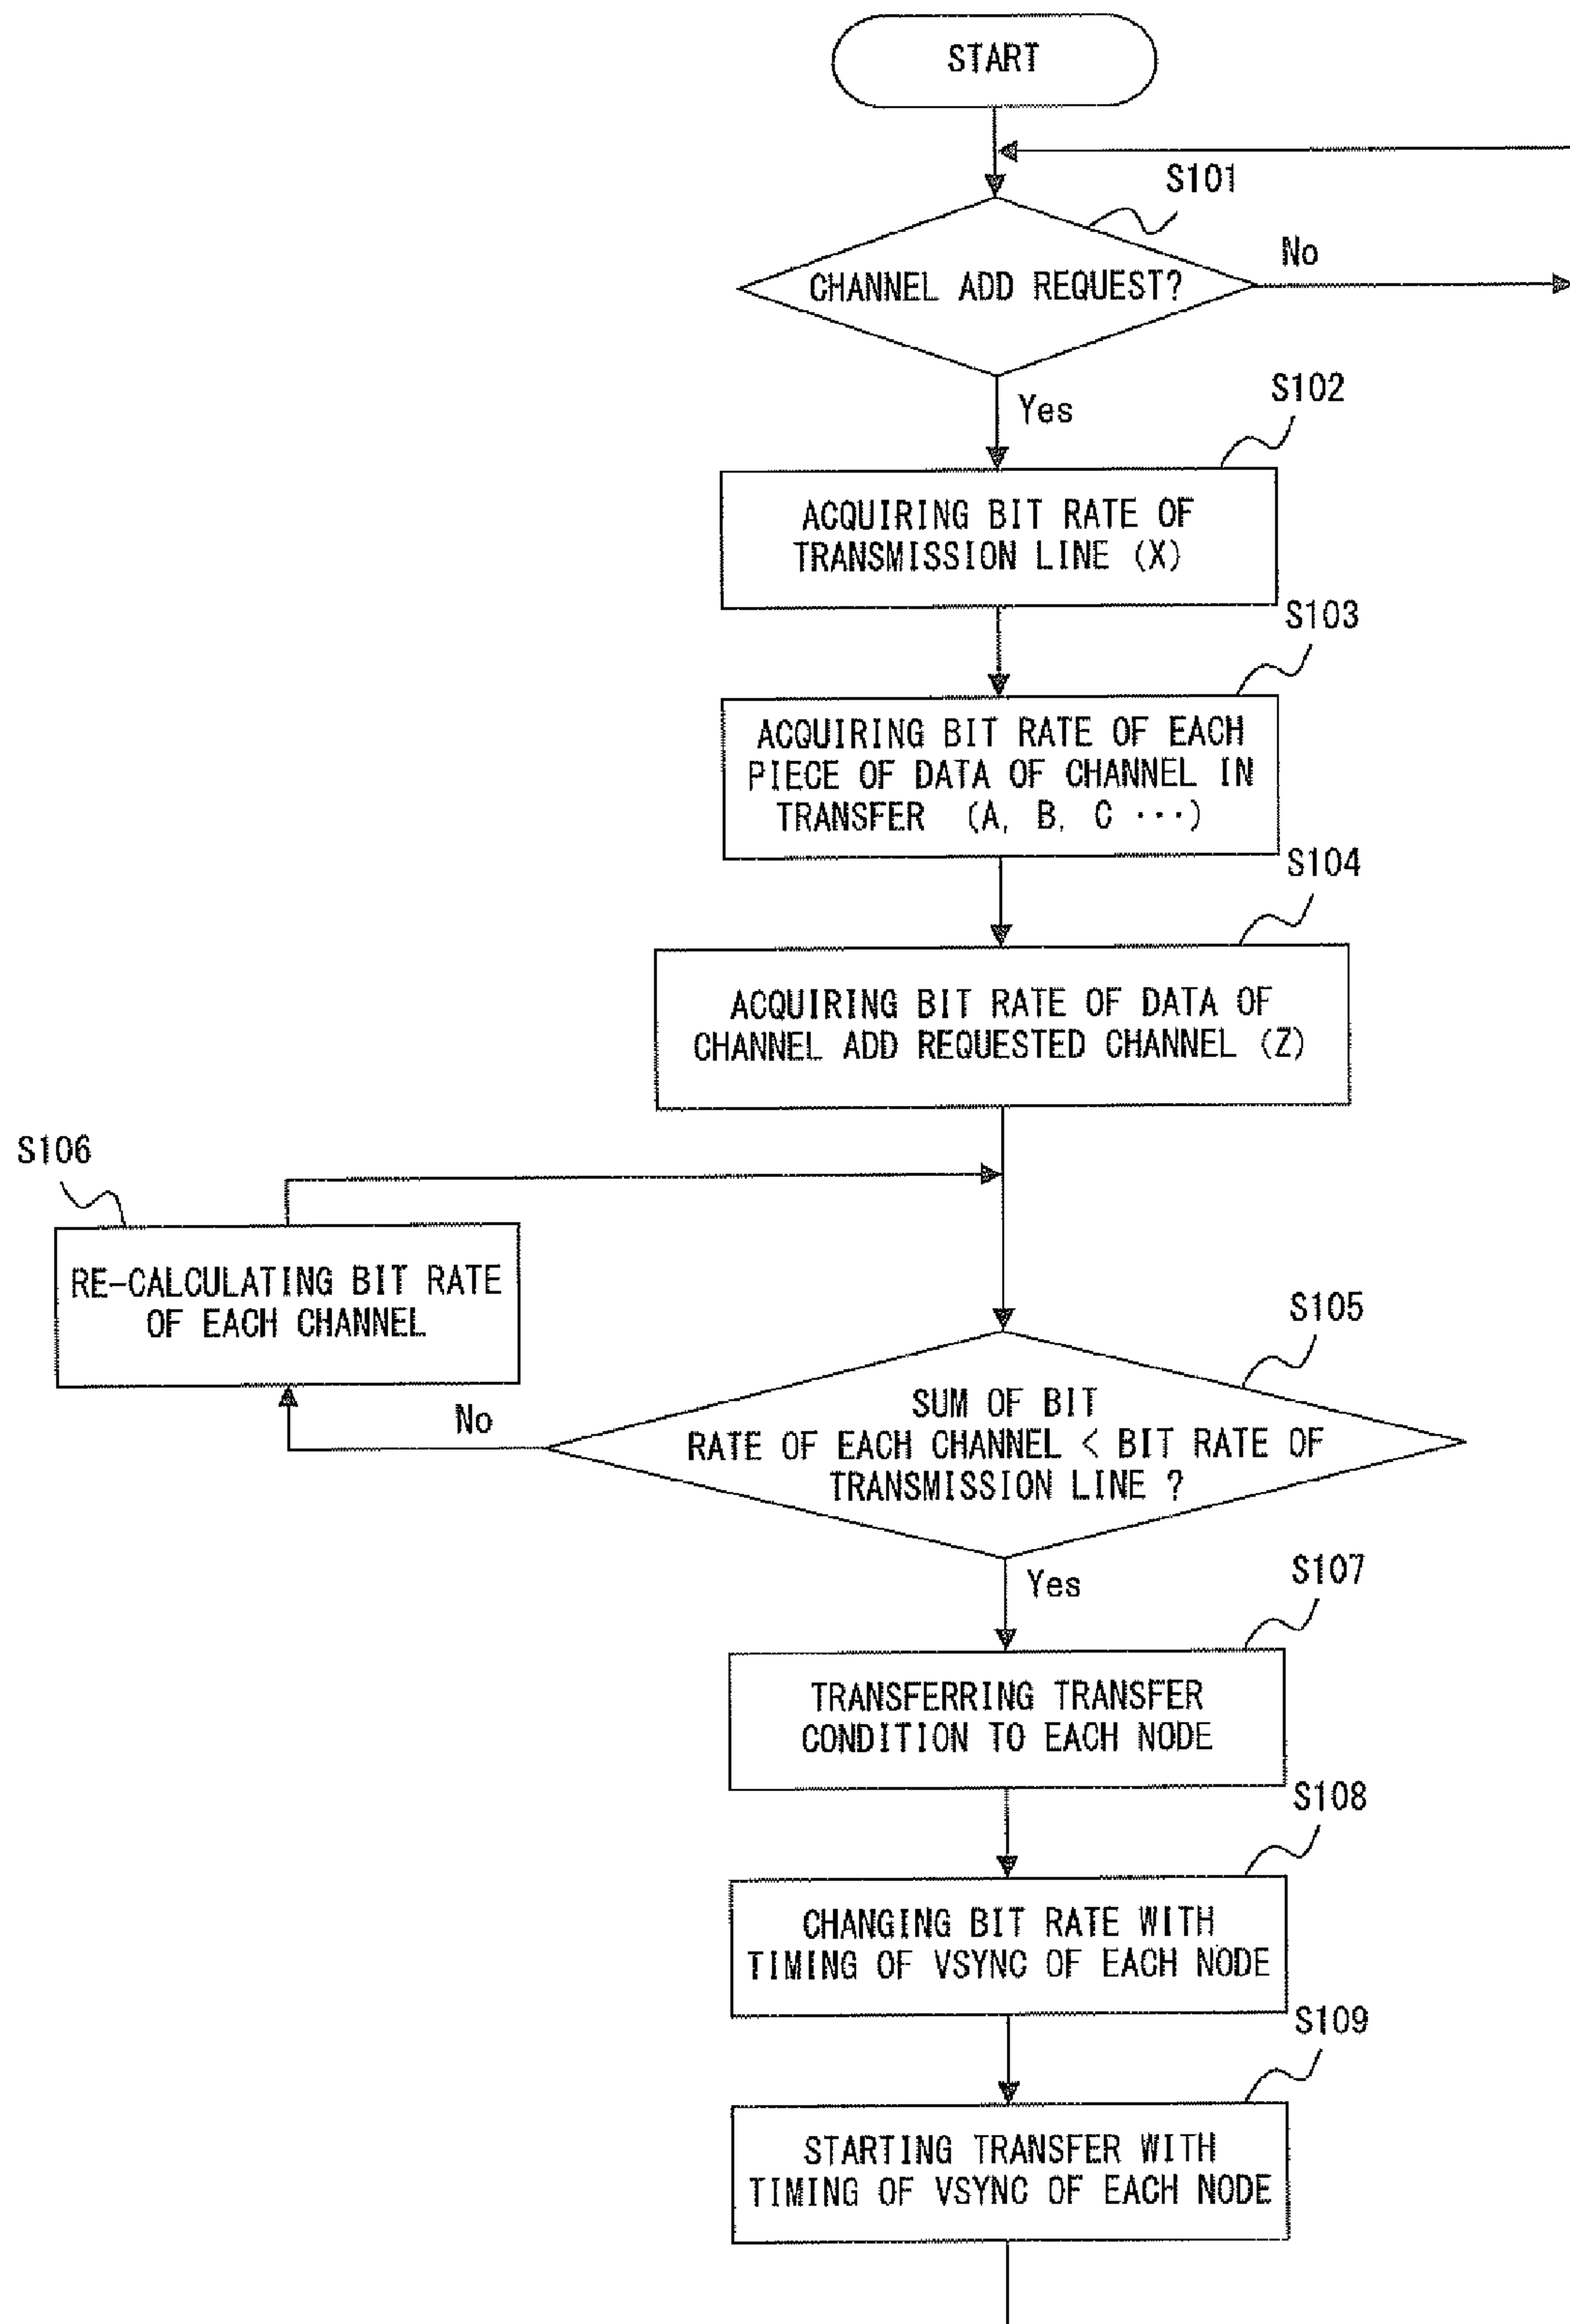 START
S101
No
CHANNEL ADD REQUEST?
Yes
S102
ACQUIRING BIT RATE OF
TRANSMISSION LINE (X)
S103
ACQUIRING BIT RATE OF EACH
PIECE OF DATA OF CHANNEL IN
TRANSFER (A, B, C ···)
S104
ACQUIRING BIT RATE OF DATA OF
CHANNEL ADD REQUESTED CHANNEL (Z)
S106
RE-CALCULATING BIT RATE
OF EACH CHANNEL
S105
No
SUM OF BIT
RATE OF EACH CHANNEL < BIT RATE OF
TRANSMISSION LINE ?
Yes
S107
TRANSFERRING TRANSFER
CONDITION TO EACH NODE
S108
CHANGING BIT RATE WITH
TIMING OF VSYNC OF EACH NODE
S109
STARTING TRANSFER WITH
TIMING OF VSYNC OF EACH NODE